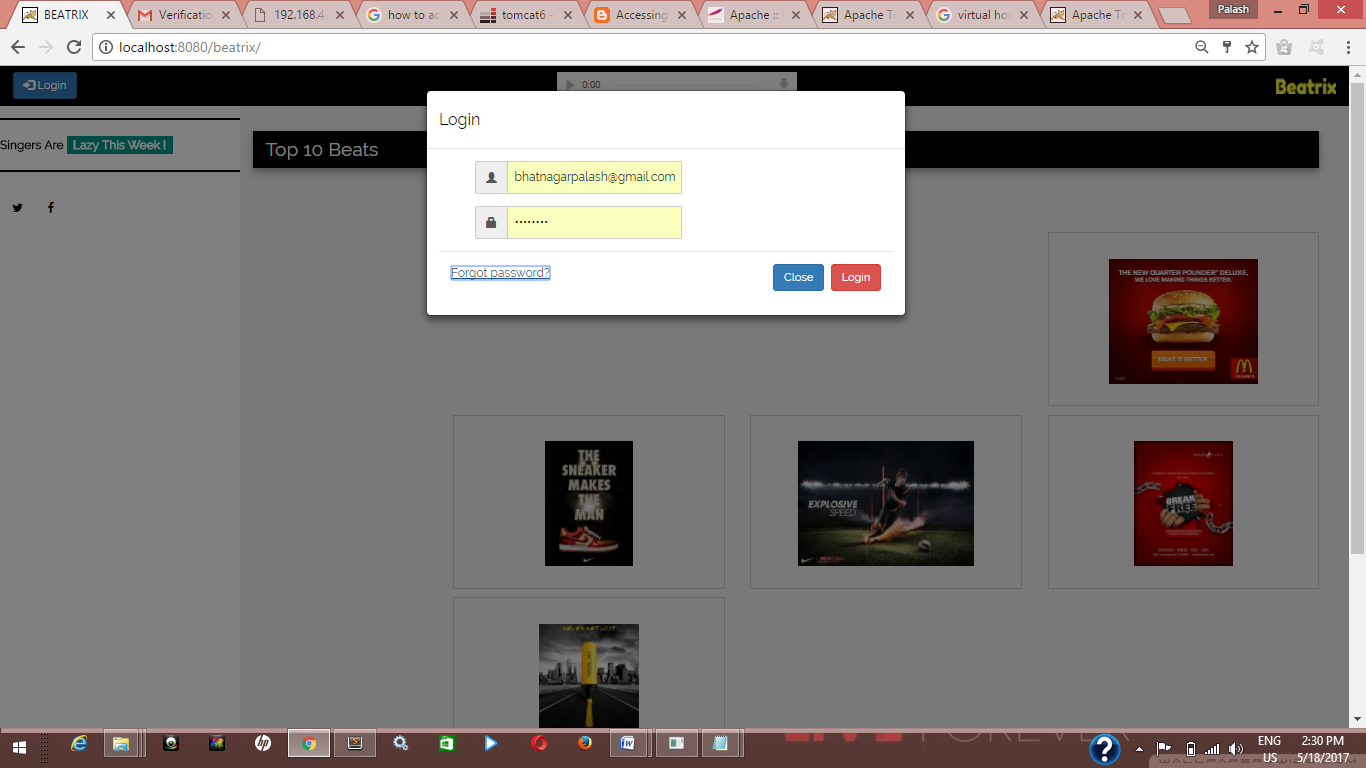 Palash
BEATRIX
Verificatio
192.168.4
how to ac
tomcat6 -
Accessing
Apache ::
Apache To
virtual hos
Apache To
localhost:8080/beatrix/
Login
0:00
Beatrix
Login
Singers Are Lazy This Week !
Top 10 Beats
bhatnagarpalash@gmail.com
••••••••
Forgot password?
Close
Login
THE NEW QUARTER POUNDER DELUXE,
WE LOVE MAKING THINGS BETTER.
MAKE IT BETTER
THE
SNEAKER
MAKES
THE
MAN
EXPLOSIVE
SPEED
BREAK
FREE
LIVE FOREVER
ENG
US
2:30 PM
5/18/2017